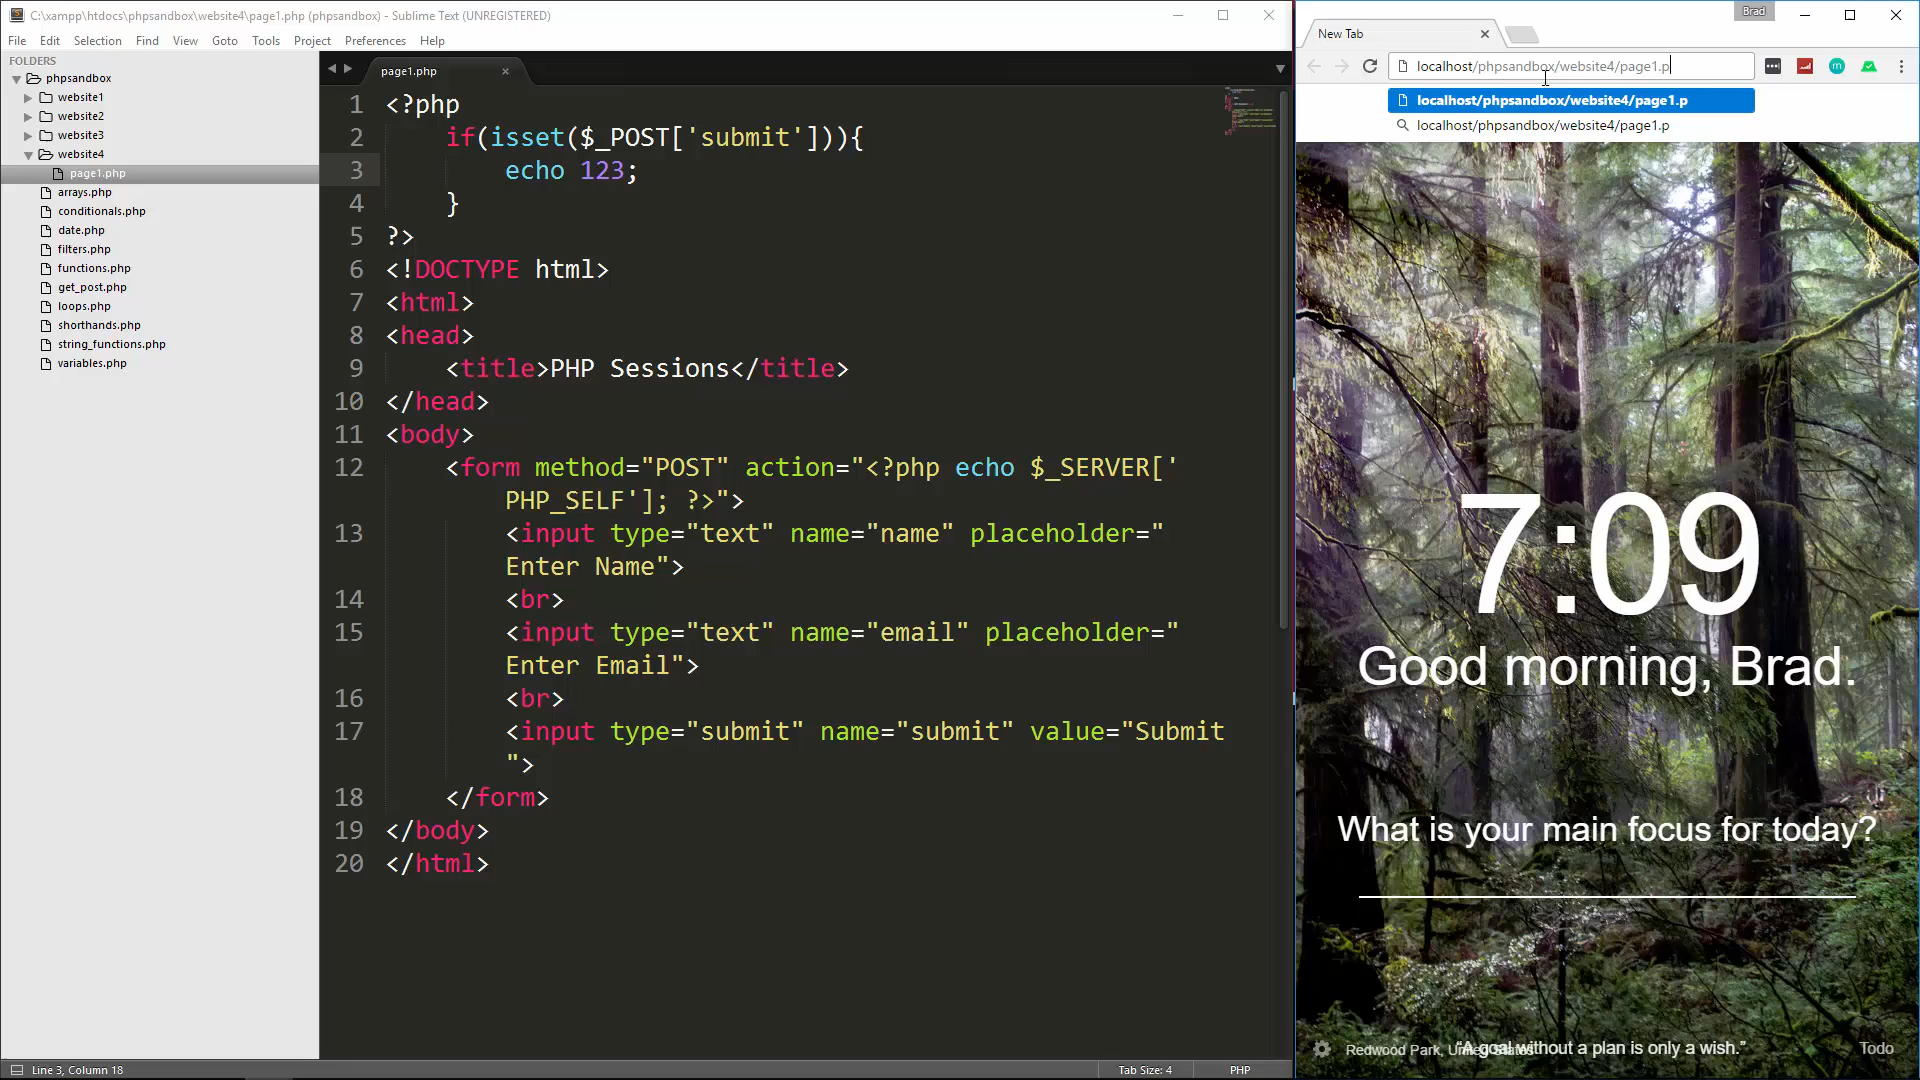 C:\xampp\htdocs\phpsandbox\website4\page1.php (phpsandbox) - Sublime Text (UNREGISTERED)
File Edit Selection Find View Goto Tools Project Preferences Help
FOLDERS
phpsandbox
website1
website2
website3
website4
page1.php
arrays.php
conditionals.php
date.php
filters.php
functions.php
get_post.php
loops.php
shorthands.php
string_functions.php
variables.php
page1.php
1 <?php
2 if(isset($_POST['submit'])){
3 echo 123;
4 }
5 ?>
6 <!DOCTYPE html>
7 <html>
8 <head>
9 <title>PHP Sessions</title>
10 </head>
11 <body>
12 <form method="POST" action="<?php echo $_SERVER['
PHP_SELF']; ?>">
13 <input type="text" name="name" placeholder="
Enter Name">
14 <br>
15 <input type="text" name="email" placeholder="
Enter Email">
16 <br>
17 <input type="submit" name="submit" value="Submit
">
18 </form>
19 </body>
20 </html>
Line 3, Column 18
Tab Size: 4
PHP
Brad
New Tab
localhost/phpsandbox/website4/page1.p
localhost/phpsandbox/website4/page1.p
localhost/phpsandbox/website4/page1.p
m
7:09
Good morning, Brad.
What is your main focus for today?
Redwood Park, United States
“A goal without a plan is only a wish.”
Todo